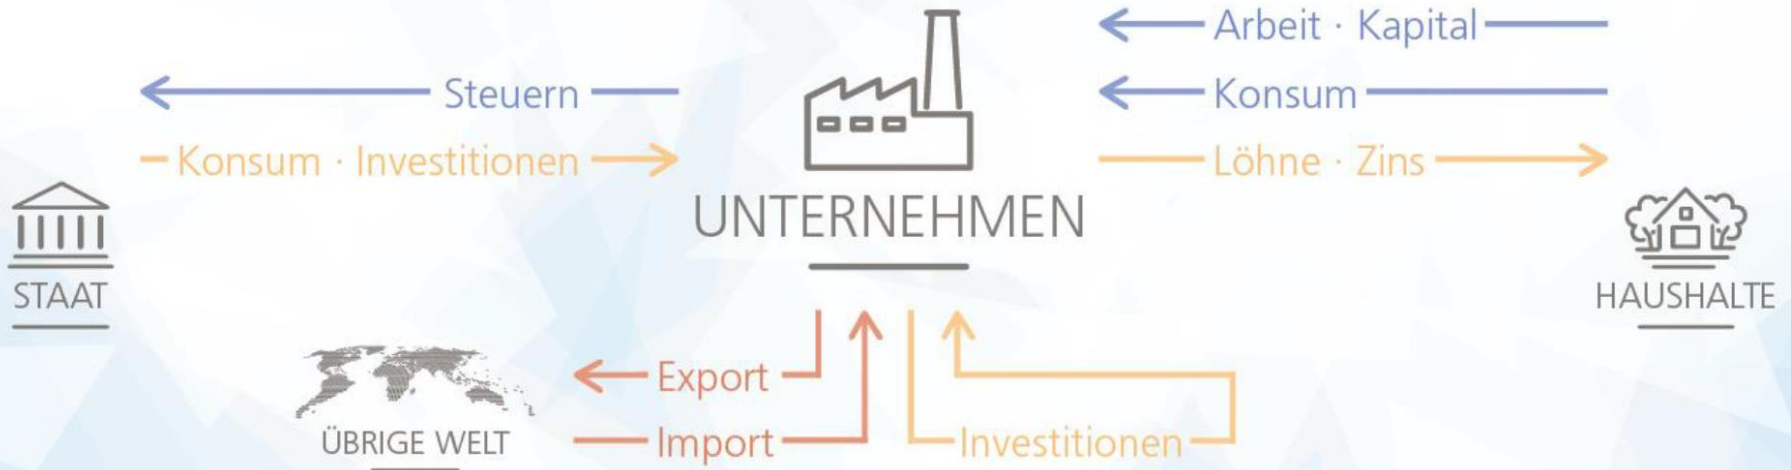 Arbeit · Kapital
Steuern
Konsum
Konsum · Investitionen
Löhne · Zins
UNTERNEHMEN
STAAT
HAUSHALTE
Export
ÜBRIGE WELT
Import
Investitionen